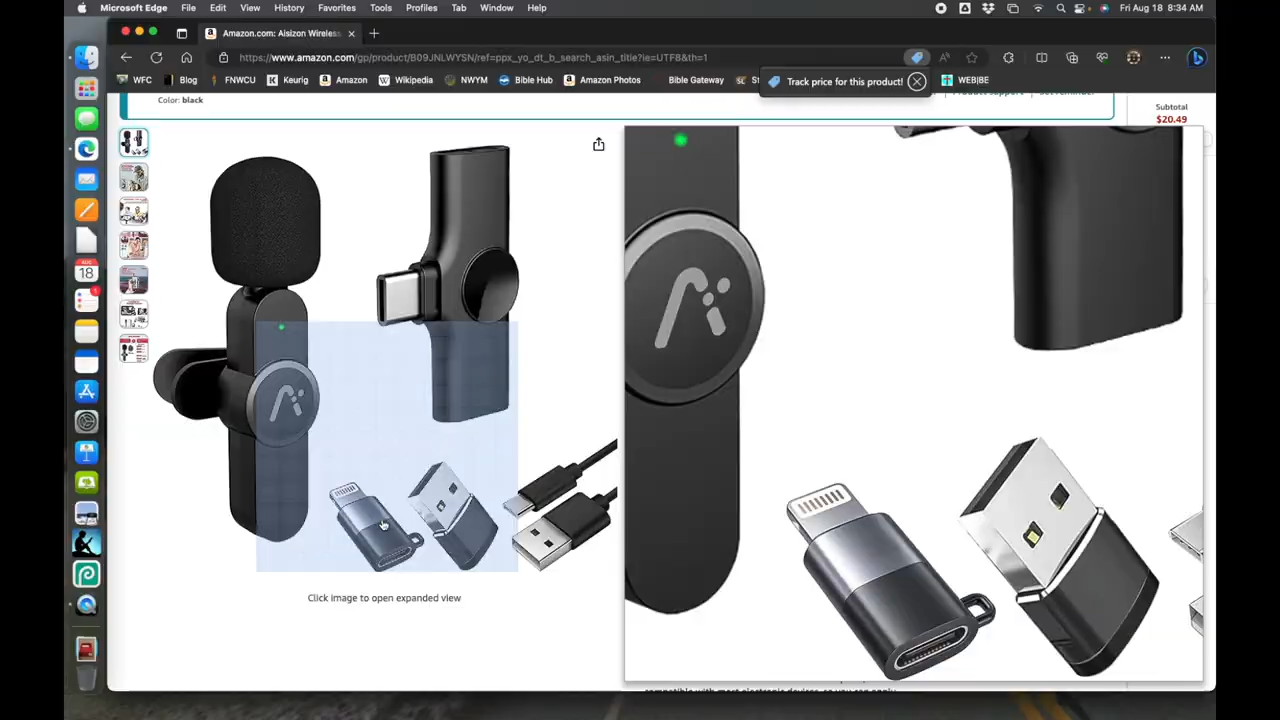 Microsoft Edge File Edit View History Favorites Tools Profiles Tab Window Help Fri Aug 18 8:34 AM
Amazon.com: Aisizon Wireless
https://www.amazon.com/gp/product/B09JNLWYSN/ref=ppx_yo_dt_b_search_asin_title?ie=UTF8&th=1
WFC Blog FNWCU Keurig Amazon Wikipedia NWYM Bible Hub Amazon Photos Bible Gateway WEB|BE
Track price for this product!
Color: black
Subtotal
$20.49
AUG
18
Click image to open expanded view